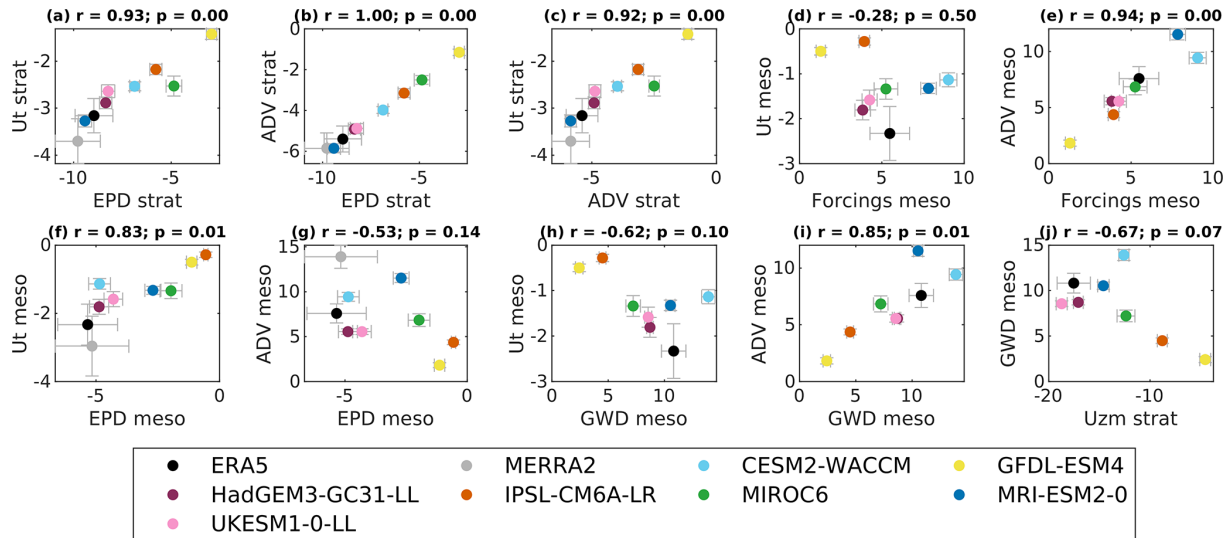 (a) r = 0.93; p = 0.00
(b) r = 1.00; p = 0.00
(c) r = 0.92; p = 0.00
(d) r = -0.28; p = 0.50
(e) r = 0.94; p = 0.00
Ut strat
-2
-3
-4
-10
-5
EPD strat
ADV strat
0
-2
-4
-6
-10
-5
EPD strat
Ut strat
-2
-3
-4
-6
-4
-2
0
ADV strat
Ut meso
0
-1
-2
-3
0
5
10
Forcings meso
ADV meso
10
5
0
0
5
10
Forcings meso
(f) r = 0.83; p = 0.01
(g) r = -0.53; p = 0.14
(h) r = -0.62; p = 0.10
(i) r = 0.85; p = 0.01
(j) r = -0.67; p = 0.07
Ut meso
0
-2
-4
-5
0
EPD meso
ADV meso
15
10
5
0
-5
0
EPD meso
Ut meso
0
-1
-2
-3
0
5
10
GWD meso
ADV meso
10
5
0
0
5
10
GWD meso
GWD meso
15
10
5
0
-20
-10
Uzm strat
ERA5
MERRA2
CESM2-WACCM
GFDL-ESM4
HadGEM3-GC31-LL
IPSL-CM6A-LR
MIROC6
MRI-ESM2-0
UKESM1-0-LL